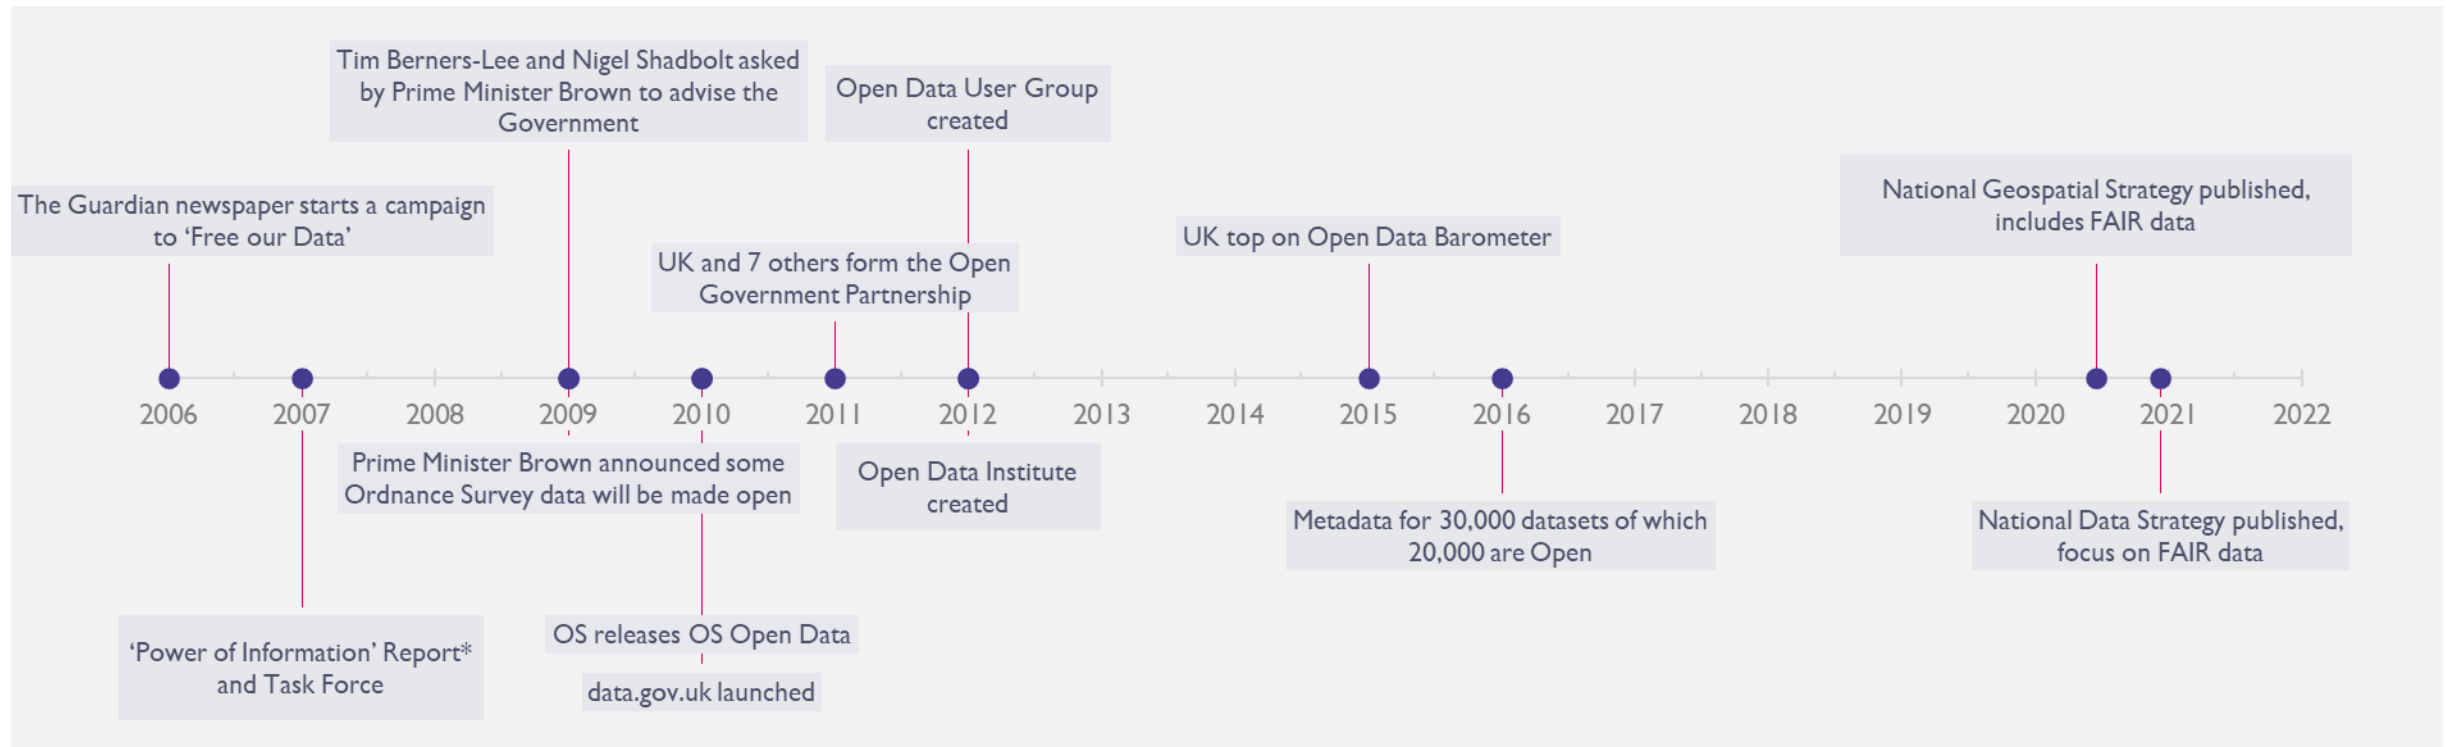 Tim Berners-Lee and Nigel Shadbolt asked
by Prime Minister Brown to advise the
Government
Open Data User Group
created
The Guardian newspaper starts a campaign
to ‘Free our Data’
UK and 7 others form the Open
Government Partnership
UK top on Open Data Barometer
National Geospatial Strategy published,
includes FAIR data
2006 2007 2008 2009 2010 2011 2012 2013 2014 2015 2016 2017 2018 2019 2020 2021 2022
Prime Minister Brown announced some
Ordnance Survey data will be made open
Open Data Institute
created
Metadata for 30,000 datasets of which
20,000 are Open
National Data Strategy published,
focus on FAIR data
‘Power of Information’ Report*
and Task Force
OS releases OS Open Data
data.gov.uk launched